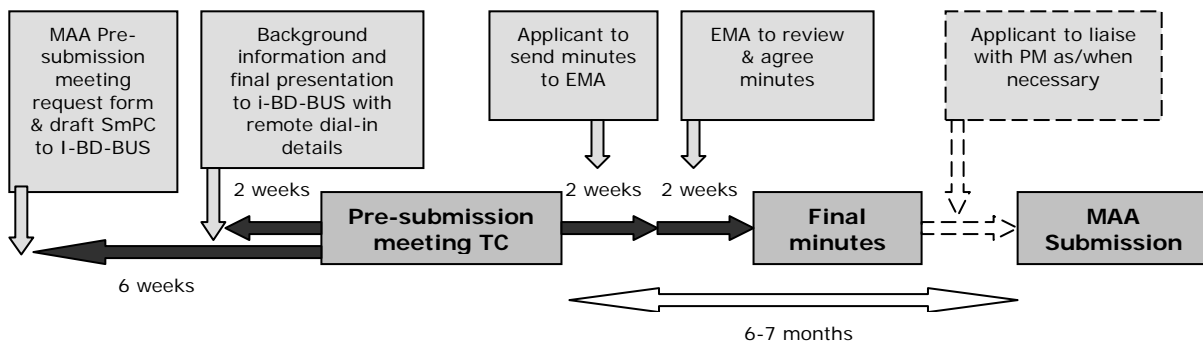 MAA Pre-
submission
meeting
request form
& draft SmPC
to I-BD-BUS
Background
information and
final presentation
to i-BD-BUS with
remote dial-in
details
Applicant to
send minutes
to EMA
EMA to review
& agree
minutes
Applicant to liaise
with PM as/when
necessary
2 weeks
2 weeks
2 weeks
Pre-submission
meeting TC
Final
minutes
MAA
Submission
6 weeks
6-7 months